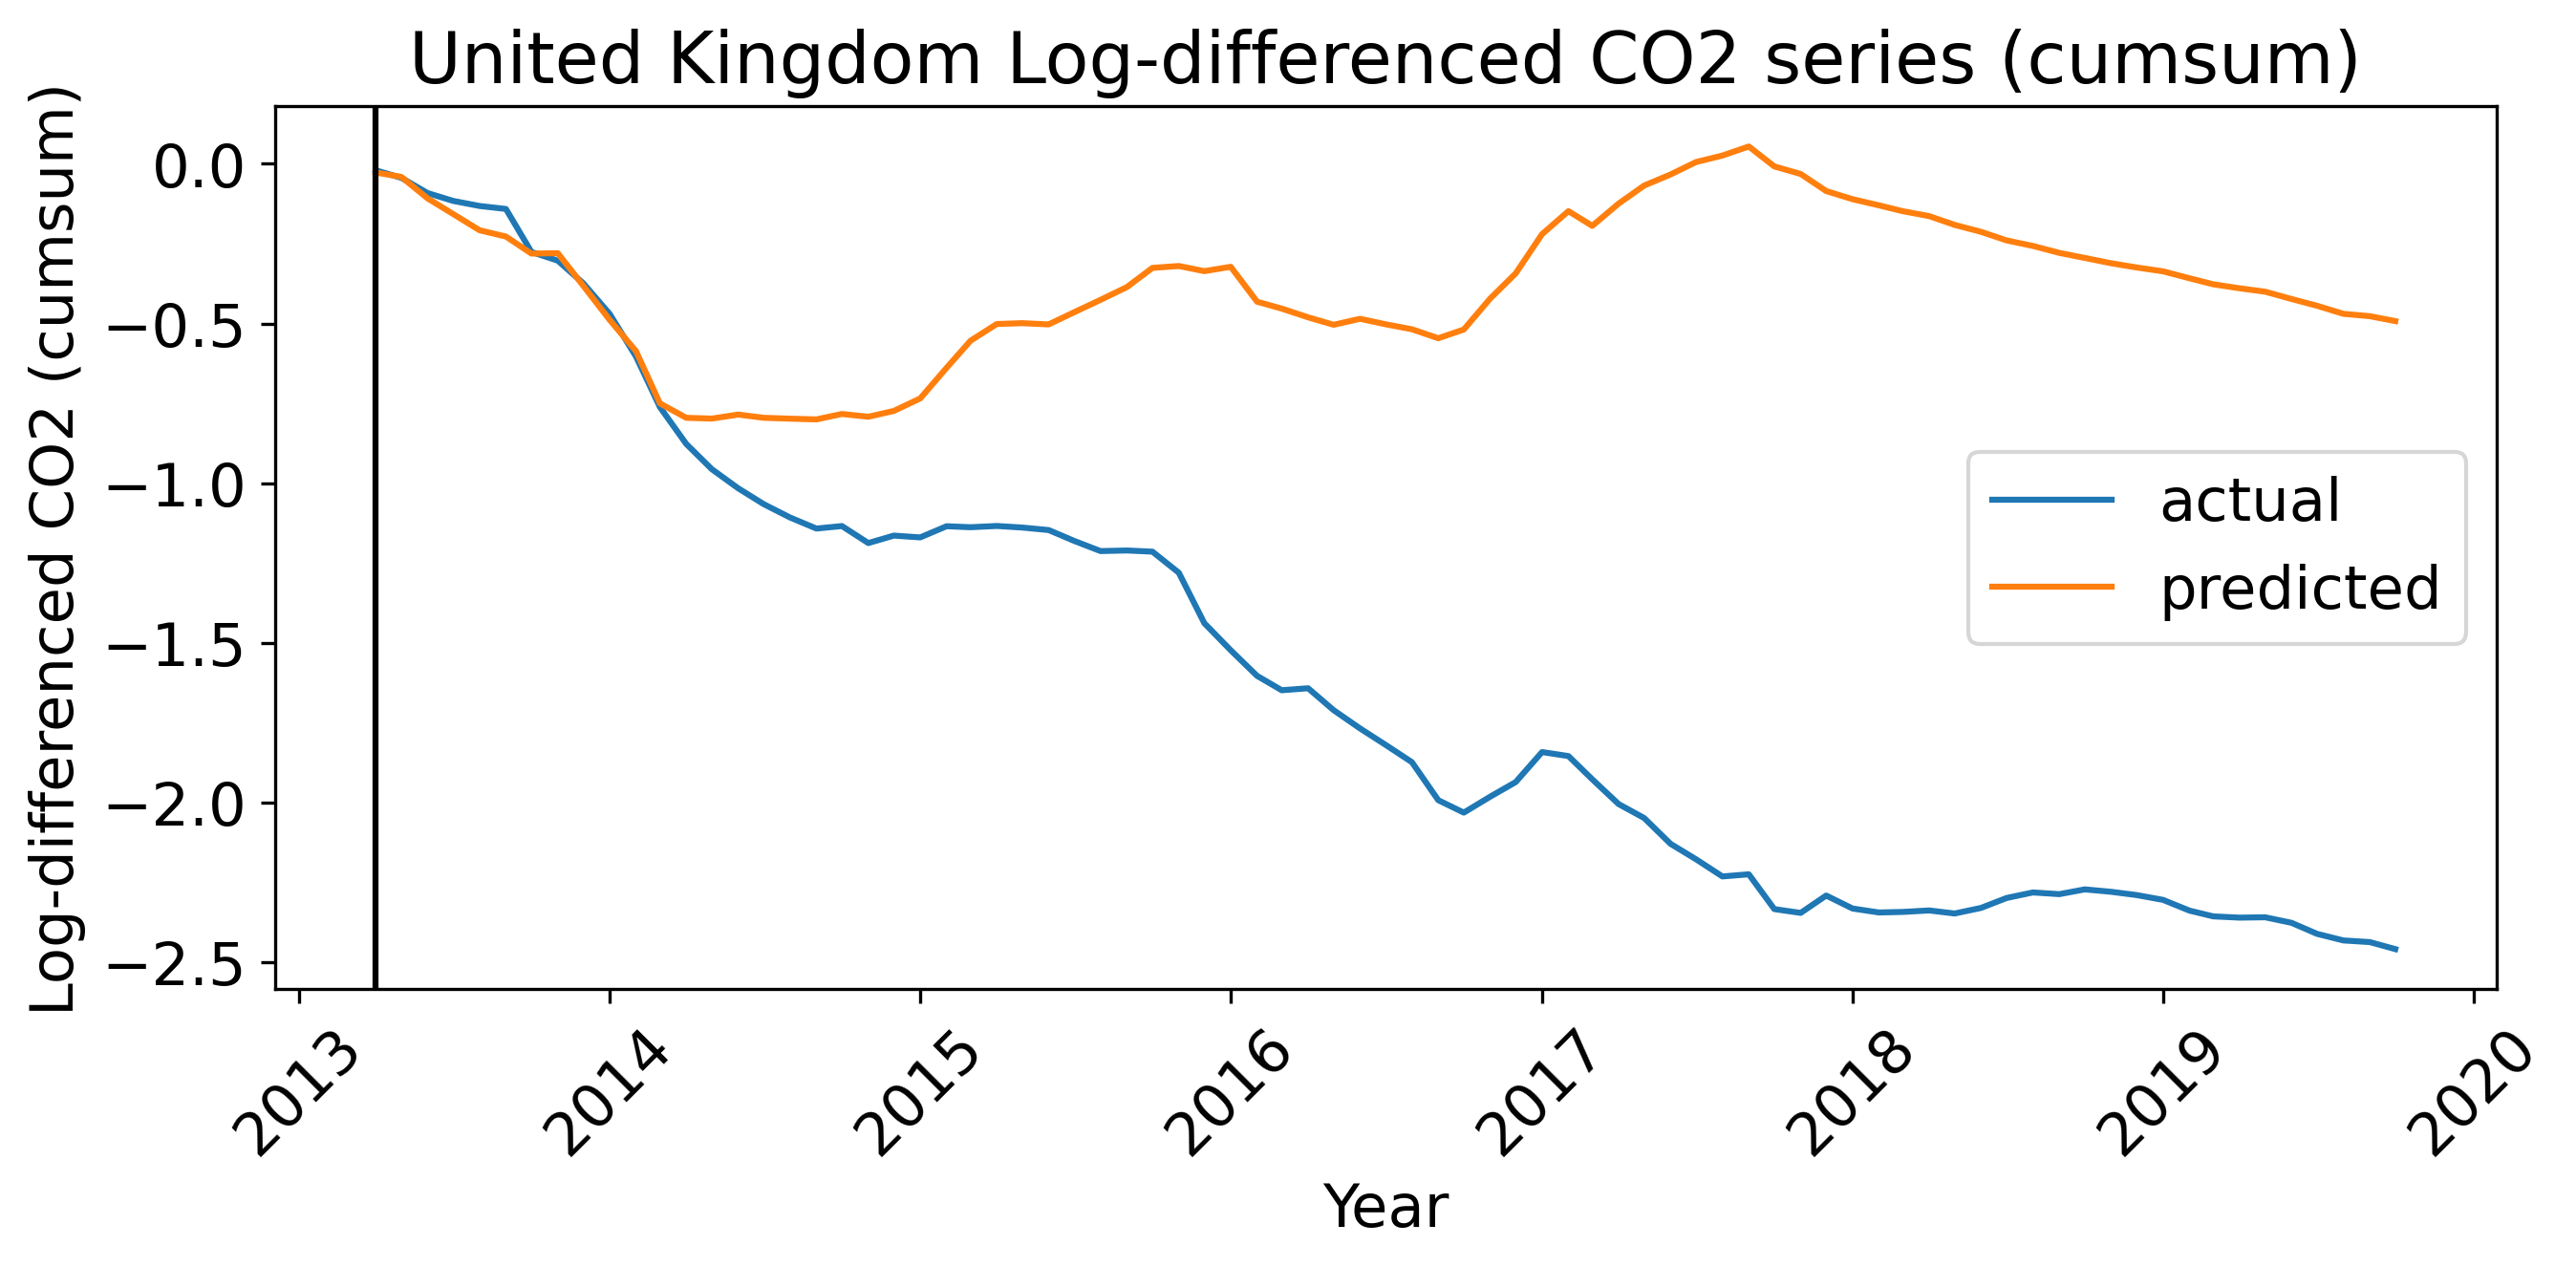 United Kingdom Log-differenced CO2 series (cumsum)
Log-differenced CO2 (cumsum)
0.0
−0.5
−1.0
−1.5
−2.0
−2.5
actual
predicted
2013 2014 2015 2016 2017 2018 2019 2020
Year